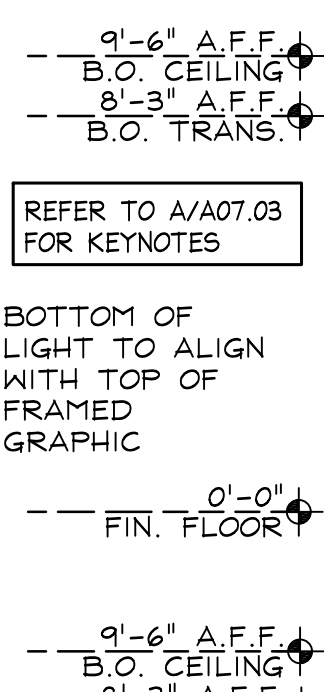 9'-6" A.F.F.
B.O. CEILING
8'-3" A.F.F.
B.O. TRANS.
REFER TO A/A07.03
FOR KEYNOTES
BOTTOM OF
LIGHT TO ALIGN
WITH TOP OF
FRAMED
GRAPHIC
0'-0"
FIN. FLOOR
9'-6" A.F.F.
B.O. CEILING